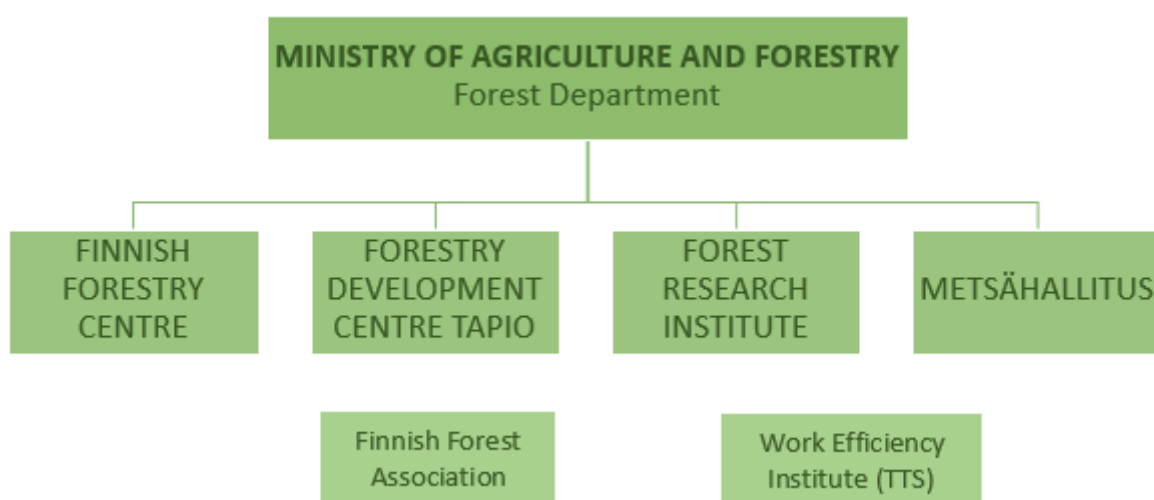 MINISTRY OF AGRICULTURE AND FORESTRY
Forest Department
FINNISH
FORESTRY
CENTRE
FORESTRY
DEVELOPMENT
CENTRE TAPIO
FOREST
RESEARCH
INSTITUTE
METSÄHALLITUS
Finnish Forest
Association
Work Efficiency
Institute (TTS)